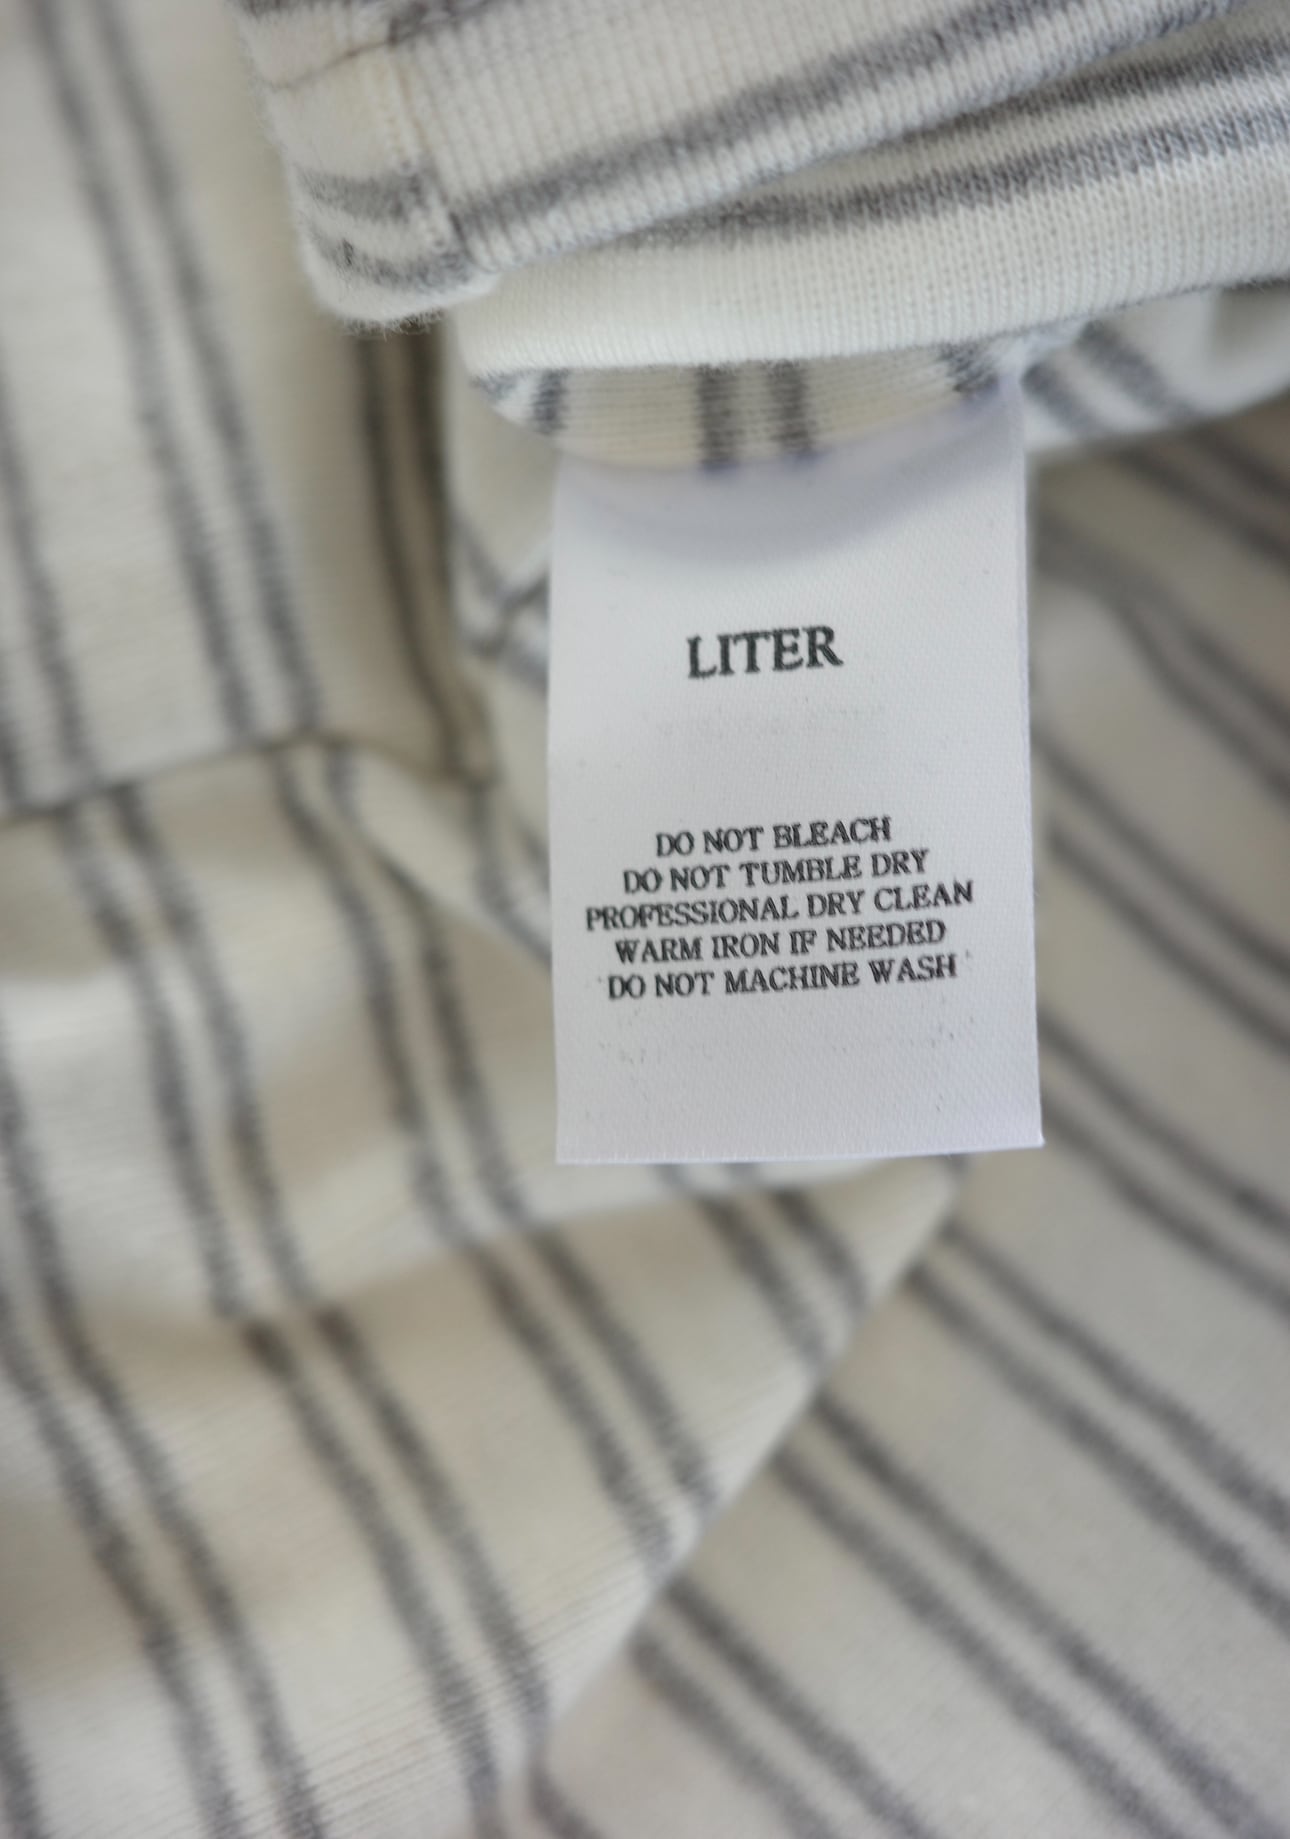 LITER
DO NOT BLEACH
DO NOT TUMBLE DRY
PROFESSIONAL DRY CLEAN
WARM IRON IF NEEDED
DO NOT MACHINE WASH